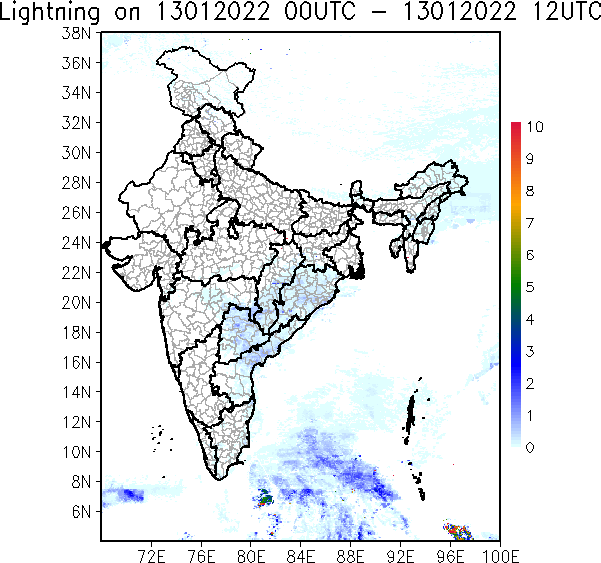 Lightning on 13012022 00UTC – 13012022 12UTC
38N
36N
34N
32N
30N
28N
26N
24N
22N
20N
18N
16N
14N
12N
10N
8N
6N
72E 76E 80E 84E 88E 92E 96E 100E
10
9
8
7
6
5
4
3
2
1
0